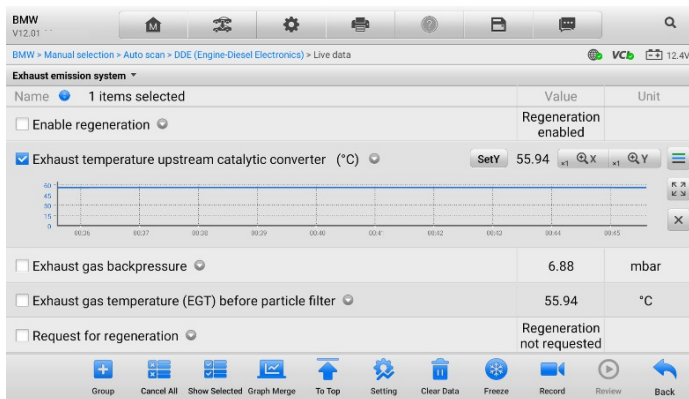 BMW
V12.01
BMW > Manual selection > Auto scan > DDE (Engine-Diesel Electronics) > Live data
VCI 12.4V
Exhaust emission system
Name 1 items selected Value Unit
Enable regeneration Regeneration
enabled
Exhaust temperature upstream catalytic converter (°C) SetY 55.94 x1 X x1 Y
60
45
30
15
0
00:36 00:37 00:38 00:39 00:40 00:41 00:42 00:43 00:44 00:45
Exhaust gas backpressure 6.88 mbar
Exhaust gas temperature (EGT) before particle filter 55.94 °C
Request for regeneration Regeneration
not requested
Group Cancel All Show Selected Graph Merge To Top Setting Clear Data Freeze Record Review Back